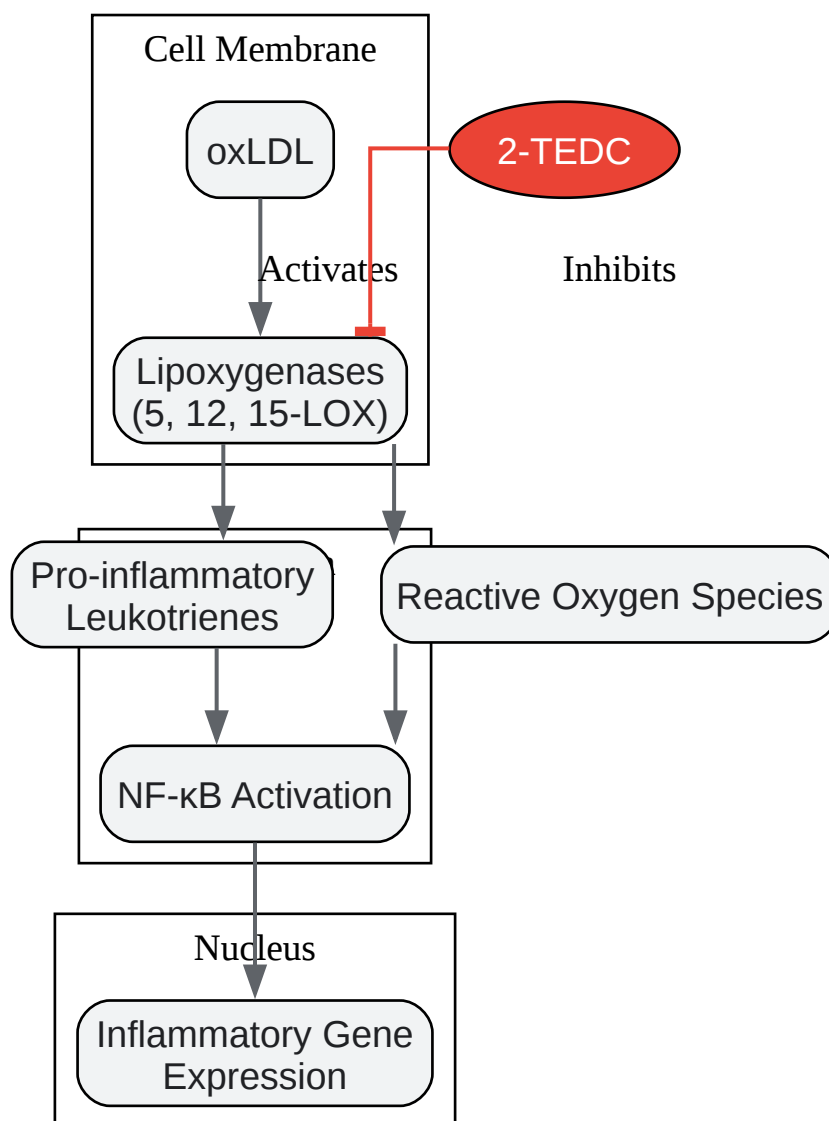 Cell Membrane
oxLDL
2-TEDC
Activates
Inhibits
Lipoxygenases
(5, 12, 15-LOX)
Pro-inflammatory
Leukotrienes
Reactive Oxygen Species
NF-κB Activation
Nucleus
Inflammatory Gene
Expression